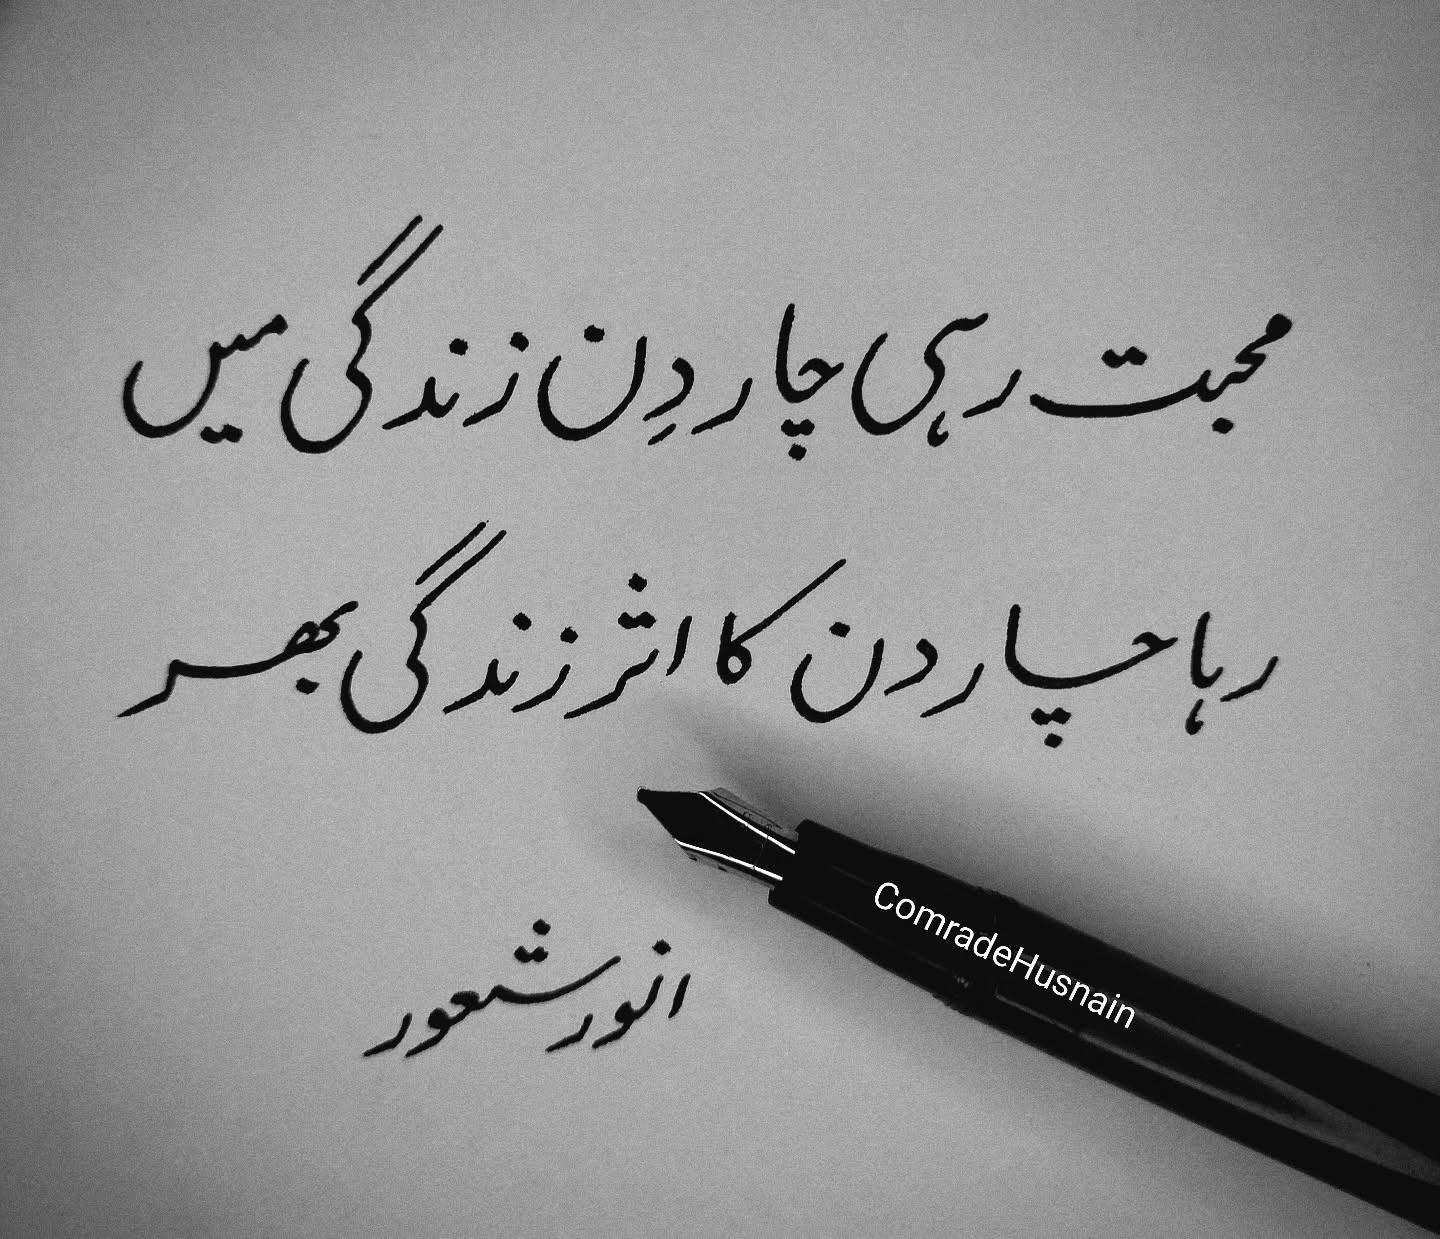 محبت رہی چار دِن زندگی میں
رہا چار دن کا اثر زندگی بھر
انور شعور
ComradeHusnain